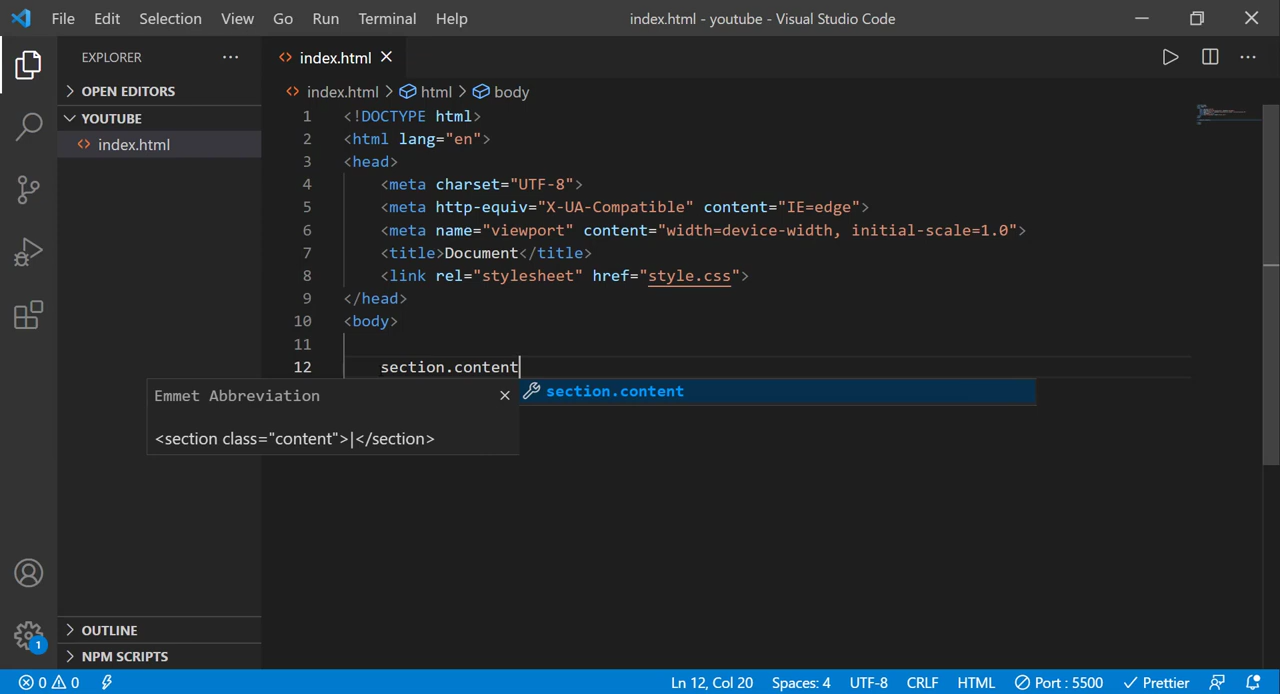 File Edit Selection View Go Run Terminal Help
index.html - youtube - Visual Studio Code
EXPLORER
index.html
OPEN EDITORS
YOUTUBE
index.html
index.html > html > body
1 <!DOCTYPE html>
2 <html lang="en">
3 <head>
4 <meta charset="UTF-8">
5 <meta http-equiv="X-UA-Compatible" content="IE=edge">
6 <meta name="viewport" content="width=device-width, initial-scale=1.0">
7 <title>Document</title>
8 <link rel="stylesheet" href="style.css">
9 </head>
10 <body>
11
12 section.content
section.content
Emmet Abbreviation
<section class="content">|</section>
OUTLINE
NPM SCRIPTS
1
0 0
Ln 12, Col 20 Spaces: 4 UTF-8 CRLF HTML Port : 5500 Prettier